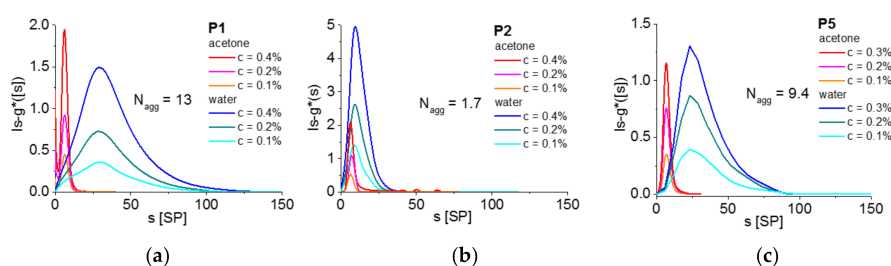 P1
acetone
c = 0.4%
c = 0.2%
c = 0.1%
water
c = 0.4%
c = 0.2%
c = 0.1%
Nagg = 13
ls-g*([s)
2.0
1.5
1.0
0.5
0.0
0 50 100 150
s [SP]
(a)
P2
acetone
c = 0.4%
c = 0.2%
c = 0.1%
water
c = 0.4%
c = 0.2%
c = 0.1%
Nagg = 1.7
ls-g*(s)
5
4
3
2
1
0
0 50 100 150
s [SP]
(b)
P5
acetone
c = 0.3%
c = 0.2%
c = 0.1%
water
c = 0.3%
c = 0.2%
c = 0.1%
Nagg = 9.4
ls-g*([s)
1.5
1.0
0.5
0.0
0 50 100 150
s [SP]
(c)